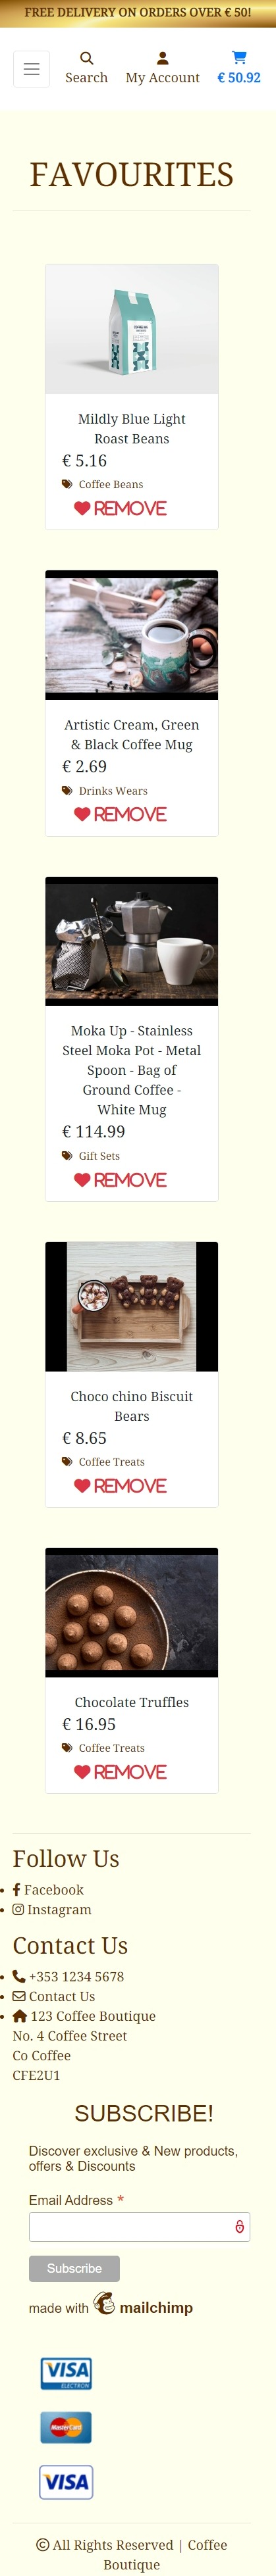 FREE DELIVERY ON ORDERS OVER € 50!
Search
My Account
€ 50.92
FAVOURITES
Mildly Blue Light
Roast Beans
€ 5.16
Coffee Beans
REMOVE
Artistic Cream, Green
& Black Coffee Mug
€ 2.69
Drinks Wears
REMOVE
Moka Up - Stainless
Steel Moka Pot - Metal
Spoon - Bag of
Ground Coffee -
White Mug
€ 114.99
Gift Sets
REMOVE
Choco chino Biscuit
Bears
€ 8.65
Coffee Treats
REMOVE
Chocolate Truffles
€ 16.95
Coffee Treats
REMOVE
Follow Us
Facebook
Instagram
Contact Us
+353 1234 5678
Contact Us
123 Coffee Boutique
No. 4 Coffee Street
Co Coffee
CFE2U1
SUBSCRIBE!
Discover exclusive & New products,
offers & Discounts
Email Address *
Subscribe
made with mailchimp
VISA
ELECTRON
MasterCard
VISA
© All Rights Reserved | Coffee
Boutique